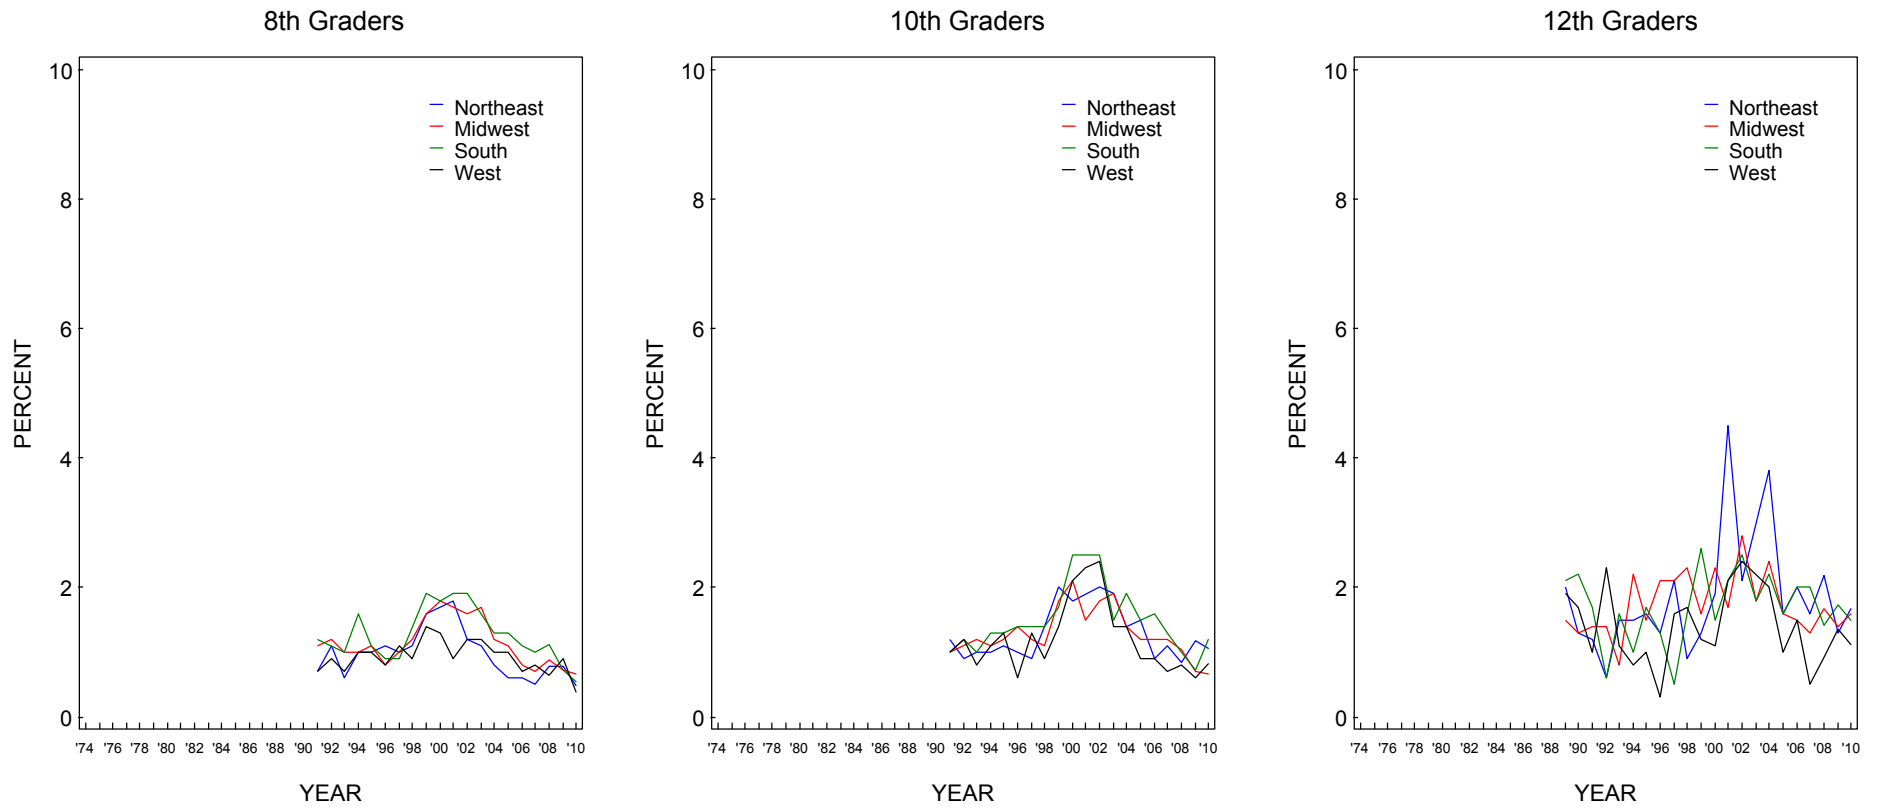 8th Graders
10
8
6
4
2
0
PERCENT
Northeast
Midwest
South
West
'74 '76 '78 '80 '82 '84 '86 '88 '90 '92 '94 '96 '98 '00 '02 '04 '06 '08 '10
YEAR
10th Graders
10
8
6
4
2
0
PERCENT
Northeast
Midwest
South
West
'74 '76 '78 '80 '82 '84 '86 '88 '90 '92 '94 '96 '98 '00 '02 '04 '06 '08 '10
YEAR
12th Graders
10
8
6
4
2
0
PERCENT
Northeast
Midwest
South
West
'74 '76 '78 '80 '82 '84 '86 '88 '90 '92 '94 '96 '98 '00 '02 '04 '06 '08 '10
YEAR